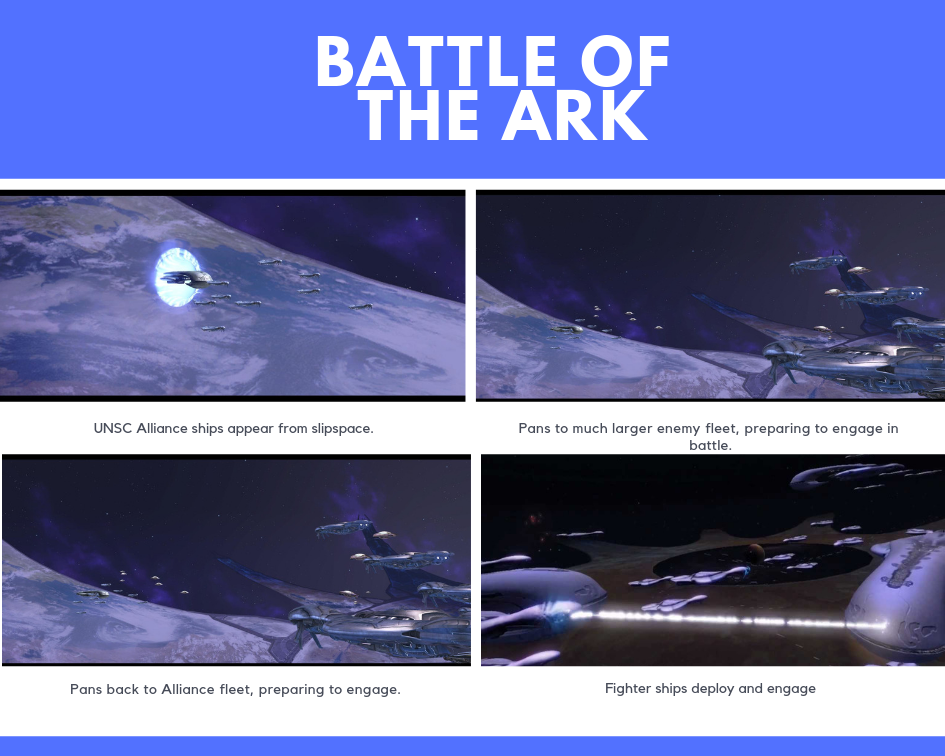 BATTLE OF
THE ARK
UNSC Alliance ships appear from slipspace.
Pans to much larger enemy fleet, preparing to engage in
battle.
Pans back to Alliance fleet, preparing to engage.
Fighter ships deploy and engage